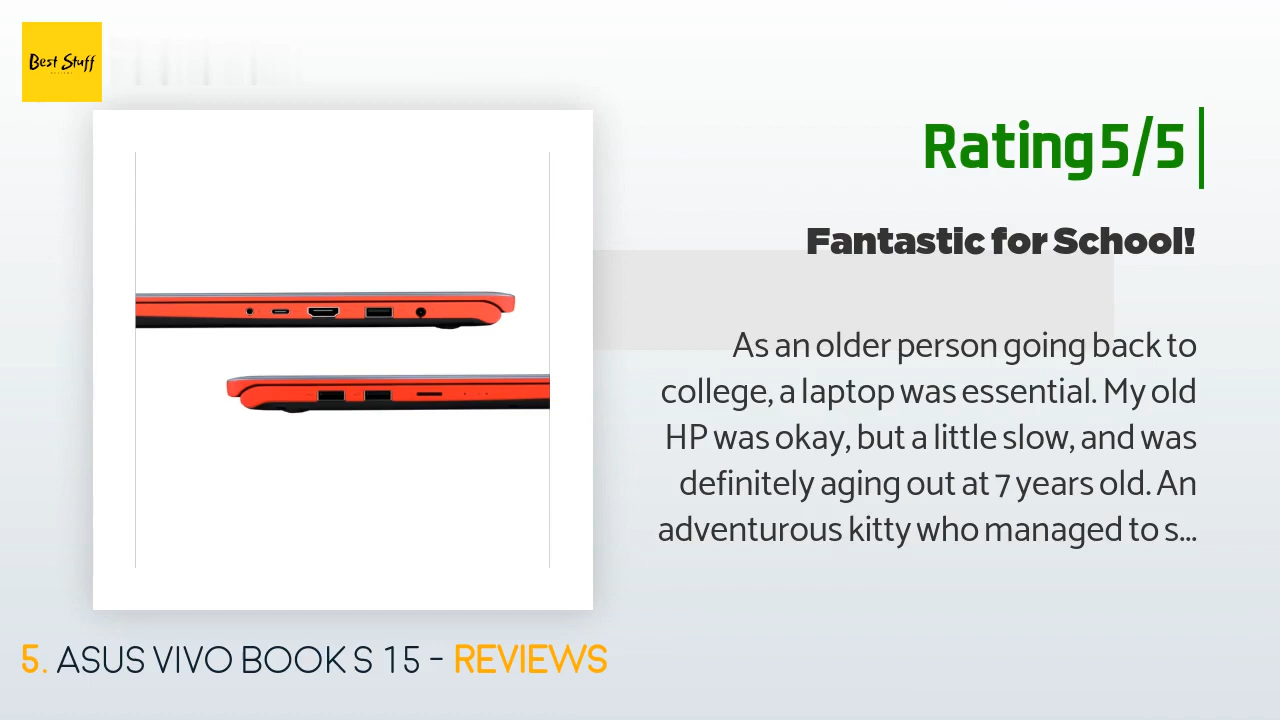 Best Stuff
Rating 5/5
Fantastic for School!
As an older person going back to
college, a laptop was essential. My old
HP was okay, but a little slow, and was
definitely aging out at 7 years old. An
adventurous kitty who managed to s...
5. ASUS VIVO BOOK S 15 - REVIEWS